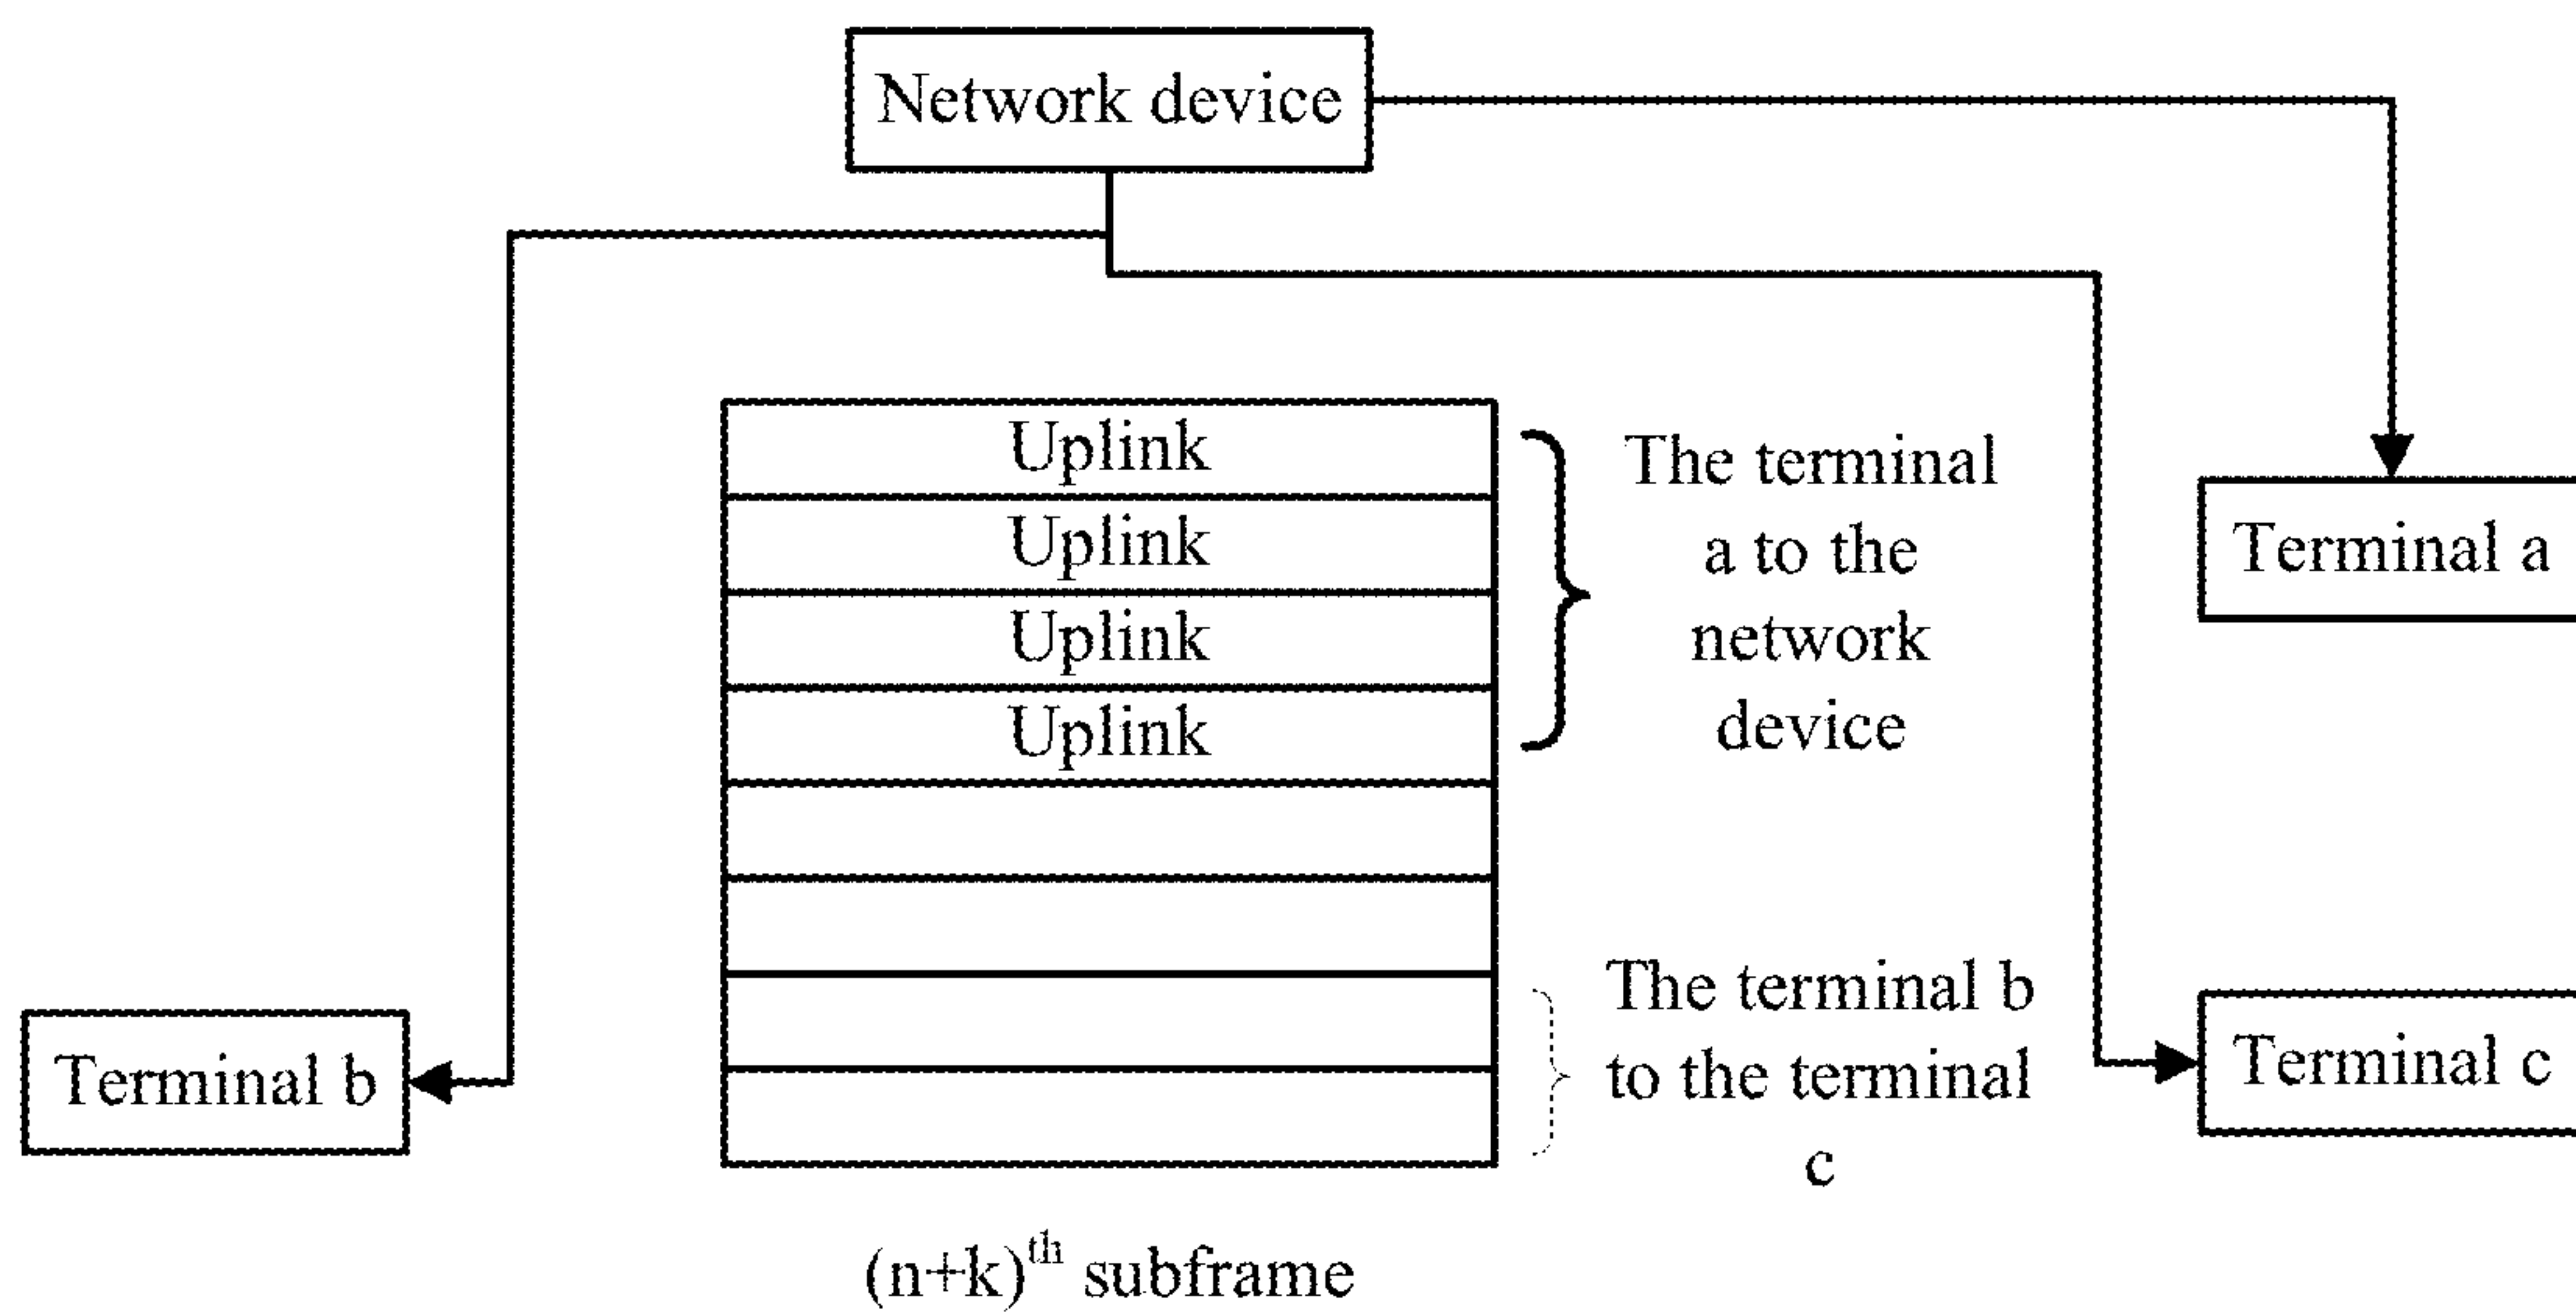 Network device
Uplink
Uplink
Uplink
Uplink
The terminal
a to the
network
device
Terminal a
The terminal b
to the terminal
c
Terminal b
Terminal c
(n+k)th subframe